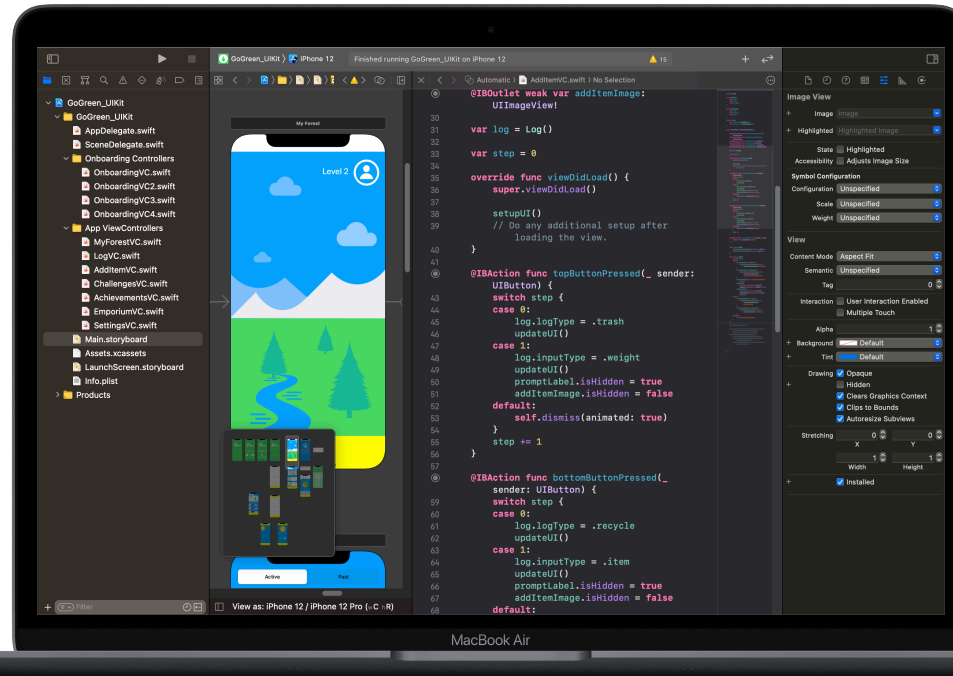 GoGreen_UIKit
iPhone 12
Finished running GoGreen_UIKit on iPhone 12
15
GoGreen_UIKit
GoGreen_UIKit
AppDelegate.swift
SceneDelegate.swift
Onboarding Controllers
OnboardingVC.swift
OnboardingVC2.swift
OnboardingVC3.swift
OnboardingVC4.swift
App ViewControllers
MyForestVC.swift
LogVC.swift
AddItemVC.swift
ChallengesVC.swift
AchievementsVC.swift
EmporiumVC.swift
SettingsVC.swift
Main.storyboard
Assets.xcassets
LaunchScreen.storyboard
Info.plist
Products
Filter
My Forest
Level 2
Active
Past
View as: iPhone 12 / iPhone 12 Pro (wC hR)
Automatic
AddItemVC.swift
No Selection
@IBOutlet weak var addItemImage:
UIImageView!
30
31 var log = Log()
32
33 var step = 0
34
35 override func viewDidLoad() {
36 super.viewDidLoad()
37
38 setupUI()
39 // Do any additional setup after
loading the view.
40 }
41
@IBAction func topButtonPressed(_ sender:
UIButton) {
43 switch step {
44 case 0:
45 log.logType = .trash
46 updateUI()
47 case 1:
48 log.inputType = .weight
49 updateUI()
50 promptLabel.isHidden = true
51 addItemImage.isHidden = false
52 default:
53 self.dismiss(animated: true)
54 }
55 step += 1
56 }
57
@IBAction func bottomButtonPressed(_
sender: UIButton) {
59 switch step {
60 case 0:
61 log.logType = .recycle
62 updateUI()
63 case 1:
64 log.inputType = .item
65 updateUI()
66 promptLabel.isHidden = true
67 addItemImage.isHidden = false
68 default:
Image View
Image Image
Highlighted Highlighted Image
State Highlighted
Accessibility Adjusts Image Size
Symbol Configuration
Configuration Unspecified
Scale Unspecified
Weight Unspecified
View
Content Mode Aspect Fit
Semantic Unspecified
Tag 0
Interaction User Interaction Enabled
Multiple Touch
Alpha 1
Background Default
Tint Default
Drawing Opaque
Hidden
Clears Graphics Context
Clips to Bounds
Autoresize Subviews
Stretching 0 0
X Y
1 1
Width Height
Installed
MacBook Air